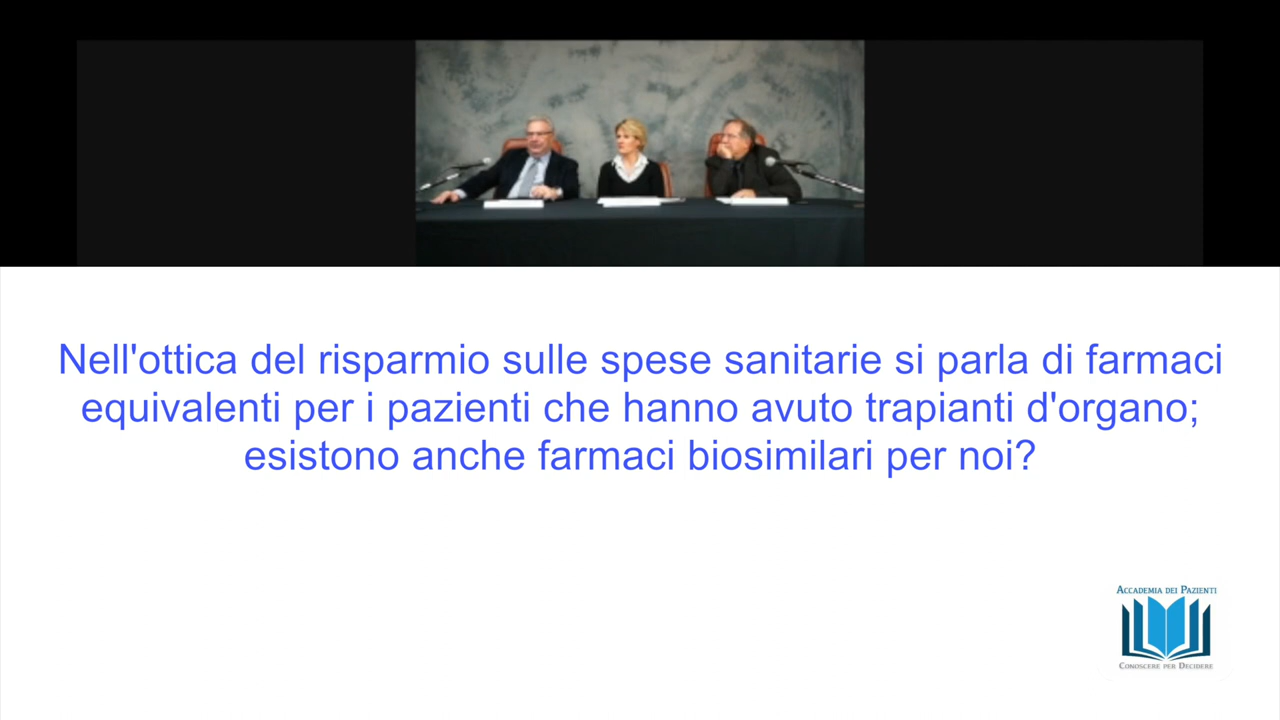 Nell'ottica del risparmio sulle spese sanitarie si parla di farmaci
equivalenti per i pazienti che hanno avuto trapianti d'organo;
esistono anche farmaci biosimilari per noi?
ACCADEMIA DEI PAZIENTI
CONOSCERE PER DECIDERE